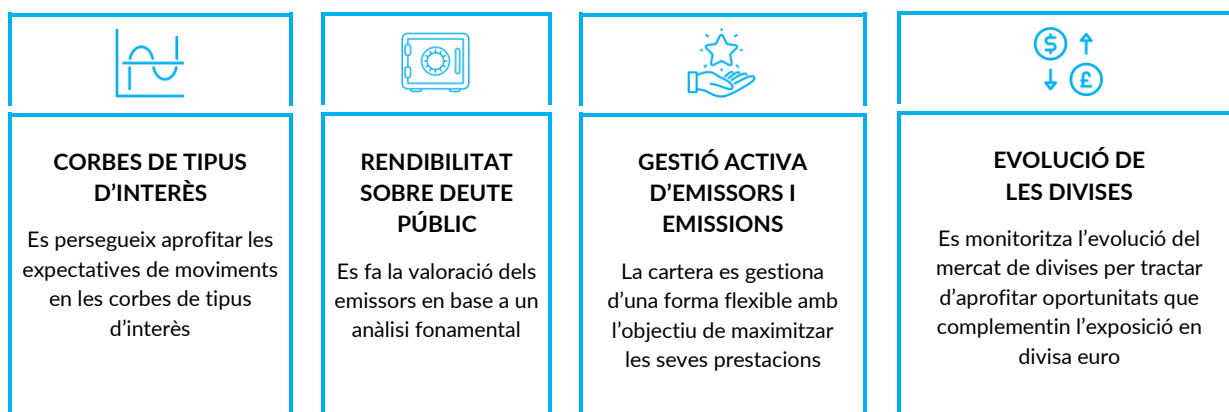 CORBES DE TIPUS
D'INTERÈS
Es persegueix aprofitar les
expectatives de moviments
en les corbes de tipus
d'interès
RENDIBILITAT
SOBRE DEUTE
PÚBLIC
Es fa la valoració dels
emissors en base a un
anàlisi fonamental
GESTIÓ ACTIVA
D'EMISSORS I
EMISSIONS
La cartera es gestiona
d'una forma flexible amb
l'objectiu de maximitzar
les seves prestacions
$
£
EVOLUCIÓ DE
LES DIVISES
Es monitoritza l'evolució del
mercat de divises per tractar
d'aprofitar oportunitats que
complementin l'exposició en
divisa euro